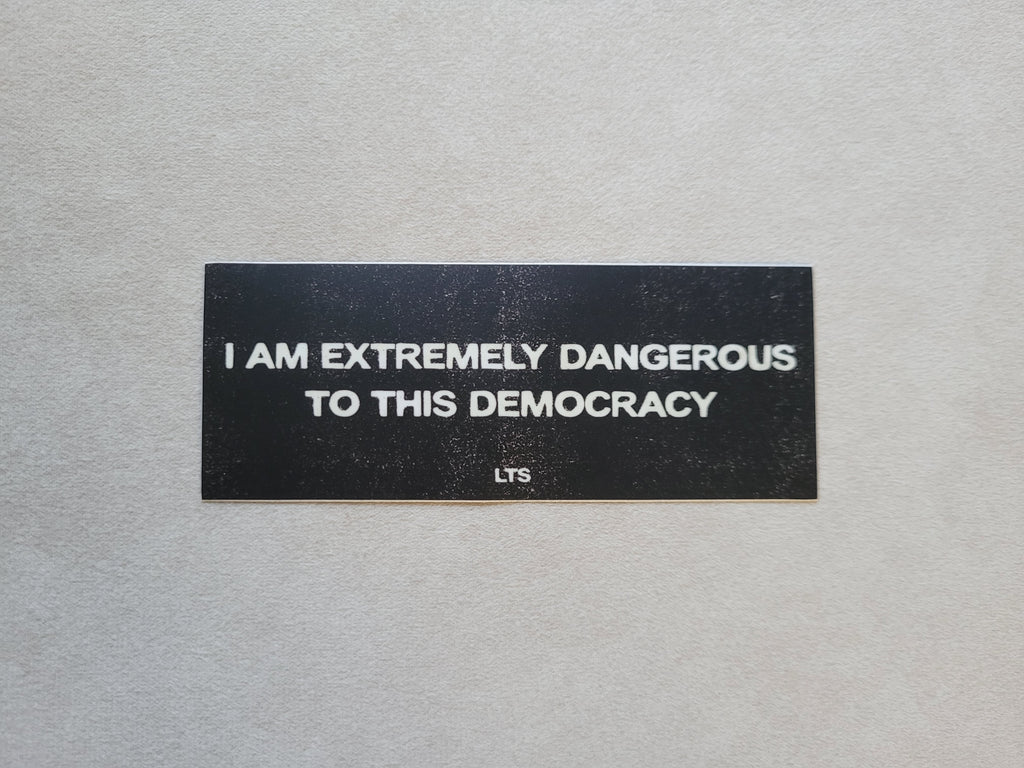 I AM EXTREMELY DANGEROUS
TO THIS DEMOCRACY
LTS